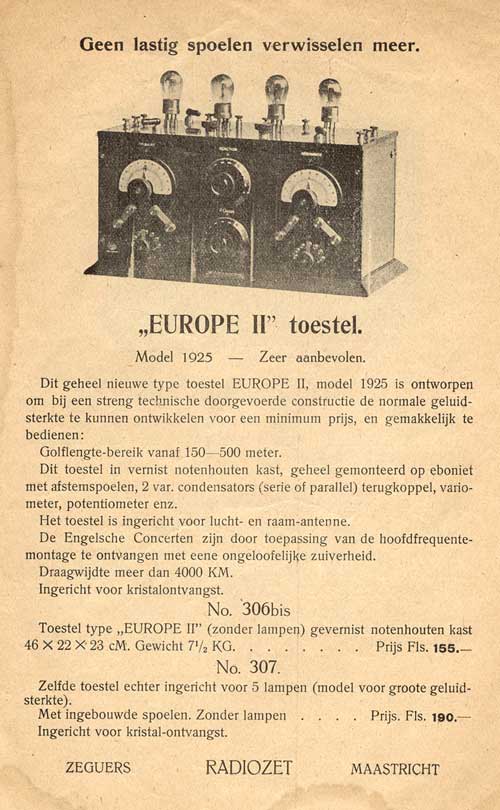 Geen lastig spoelen verwisselen meer.
„EUROPE II” toestel.
Model 1925 — Zeer aanbevolen.
Dit geheel nieuwe type toestel EUROPE II, model 1925 is ontworpen
om bij een streng technische doorgevoerde constructie de normale geluid-
sterkte te kunnen ontwikkelen voor een minimum prijs, en gemakkelijk te
bedienen:
Golflengte-bereik vanaf 150—500 meter.
Dit toestel in vernist notenhouten kast, geheel gemonteerd op eboniet
met afstemspoelen, 2 var. condensators (serie of parallel) terugkoppel, vario-
meter, potentiometer enz.
Het toestel is ingericht voor lucht- en raam-antenne.
De Engelsche Concerten zijn door toepassing van de hoofdfrequente-
montage te ontvangen met eene ongeloofelijke zuiverheid.
Draagwijdte meer dan 4000 KM.
Ingericht voor kristalontvangst.
No. 306bis
Toestel type „EUROPE II” (zonder lampen) gevernist notenhouten kast
46 × 22 × 23 cM. Gewicht 7½ KG. . . . . . . . Prijs Fls. 155.—
No. 307.
Zelfde toestel echter ingericht voor 5 lampen (model voor groote geluid-
sterkte).
Met ingebouwde spoelen. Zonder lampen . . . . Prijs. Fls. 190.—
Ingericht voor kristal-ontvangst.
ZEGUERS RADIOZET MAASTRICHT